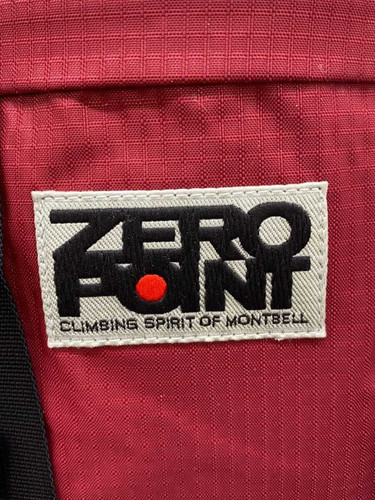 ZERO
POINT
CLIMBING SPIRIT OF MONTBELL